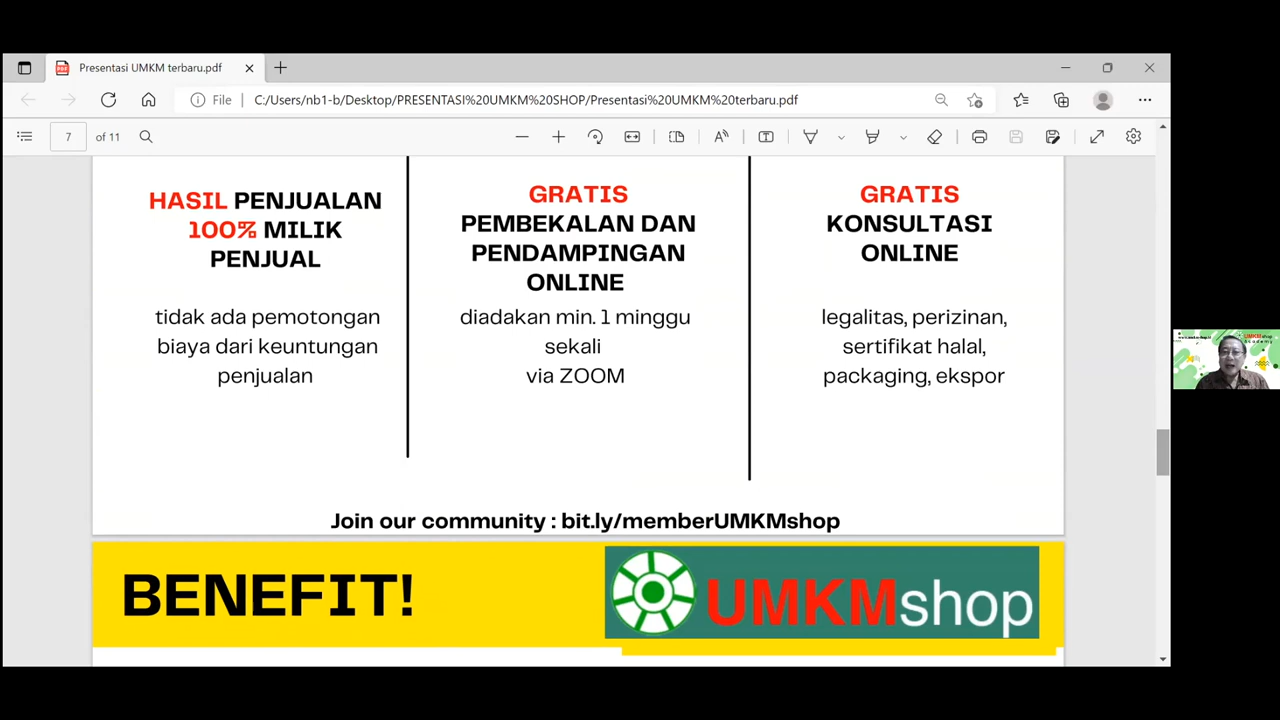 Presentasi UMKM terbaru.pdf
File
C:/Users/nb1-b/Desktop/PRESENTASI%20UMKM%20SHOP/Presentasi%20UMKM%20terbaru.pdf
7 of 11
HASIL PENJUALAN
100% MILIK
PENJUAL
tidak ada pemotongan
biaya dari keuntungan
penjualan
GRATIS
PEMBEKALAN DAN
PENDAMPINGAN
ONLINE
diadakan min. 1 minggu
sekali
via ZOOM
GRATIS
KONSULTASI
ONLINE
legalitas, perizinan,
sertifikat halal,
packaging, ekspor
Join our community : bit.ly/memberUMKMshop
BENEFIT!
UMKMshop